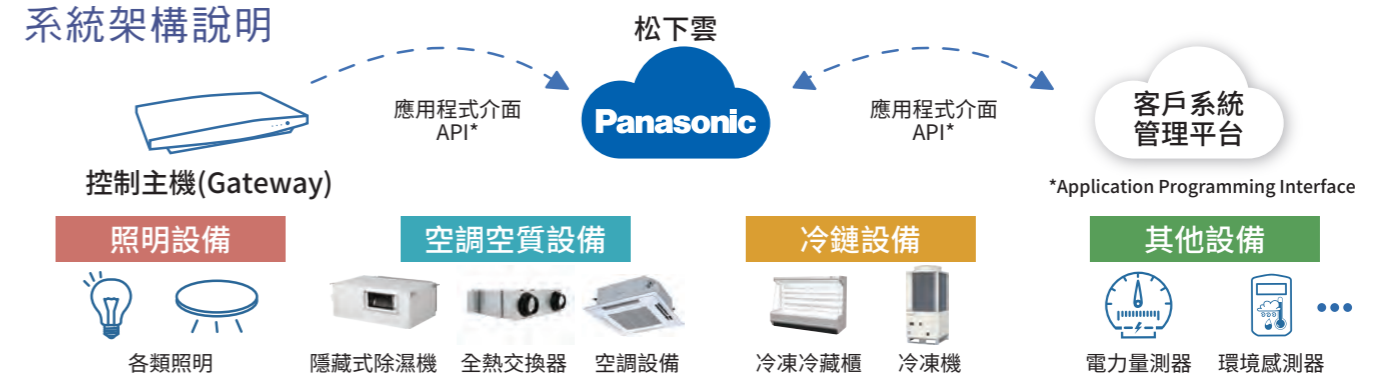 系統架構說明
松下雲
Panasonic
應用程式介面
API*
應用程式介面
API*
客戶系統
管理平台
控制主機(Gateway)
*Application Programming Interface
照明設備
空調空質設備
冷鏈設備
其他設備
各類照明
隱藏式除濕機
全熱交換器
空調設備
冷凍冷藏櫃
冷凍機
電力量測器
環境感測器